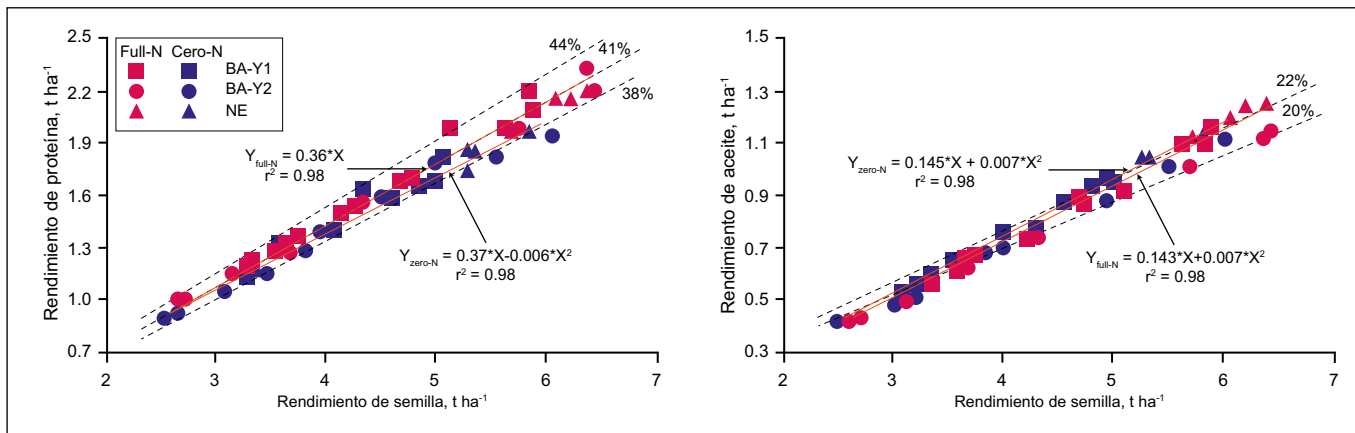 Full-N Cero-N
BA-Y1
BA-Y2
NE
44%
41%
38%
Y full-N = 0.36*X
r² = 0.98
Y zero-N = 0.37*X-0.006*X²
r² = 0.98
Rendimiento de proteína, t ha⁻¹
2.5
2.2
1.9
1.6
1.3
1.0
0.7
2 3 4 5 6 7
Rendimiento de semilla, t ha⁻¹
22%
20%
Y zero-N = 0.145*X + 0.007*X²
r² = 0.98
Y full-N = 0.143*X+0.007*X²
r² = 0.98
Rendimiento de aceite, t ha⁻¹
1.5
1.3
1.1
0.9
0.7
0.5
0.3
2 3 4 5 6 7
Rendimiento de semilla, t ha⁻¹